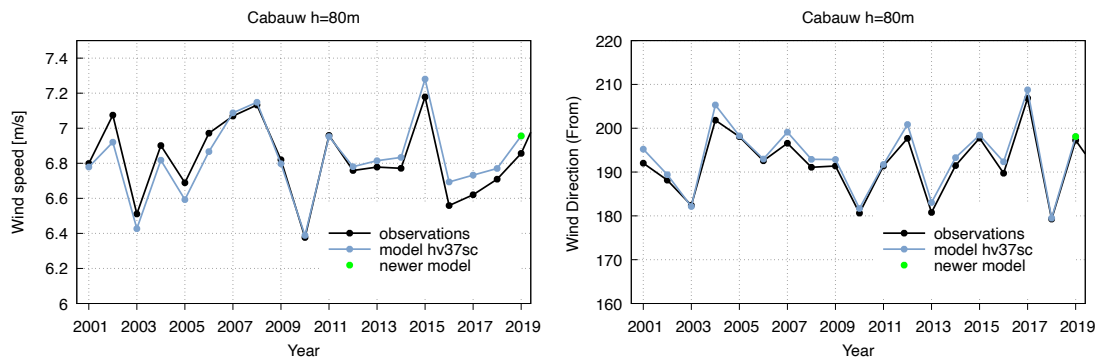 Cabauw h=80m
Wind speed [m/s]
7.4
7.2
7
6.8
6.6
6.4
6.2
6
observations
model hv37sc
newer model
2001 2003 2005 2007 2009 2011 2013 2015 2017 2019
Year
Cabauw h=80m
Wind Direction (From)
220
210
200
190
180
170
160
observations
model hv37sc
newer model
2001 2003 2005 2007 2009 2011 2013 2015 2017 2019
Year